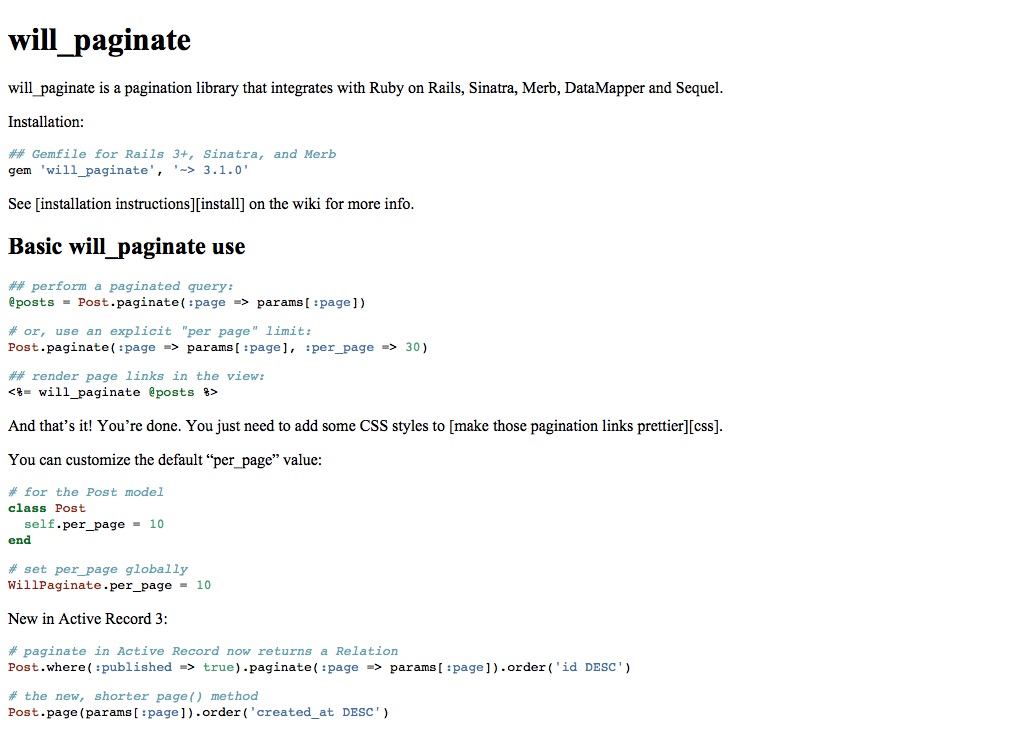 will_paginate
will_paginate is a pagination library that integrates with Ruby on Rails, Sinatra, Merb, DataMapper and Sequel.
Installation:
## Gemfile for Rails 3+, Sinatra, and Merb
gem 'will_paginate', '~> 3.1.0'
See [installation instructions][install] on the wiki for more info.
Basic will_paginate use
## perform a paginated query:
@posts = Post.paginate(:page => params[:page])
# or, use an explicit "per page" limit:
Post.paginate(:page => params[:page], :per_page => 30)
## render page links in the view:
<%= will_paginate @posts %>
And that’s it! You’re done. You just need to add some CSS styles to [make those pagination links prettier][css].
You can customize the default “per_page” value:
# for the Post model
class Post
  self.per_page = 10
end
# set per_page globally
WillPaginate.per_page = 10
New in Active Record 3:
# paginate in Active Record now returns a Relation
Post.where(:published => true).paginate(:page => params[:page]).order('id DESC')
# the new, shorter page() method
Post.page(params[:page]).order('created_at DESC')